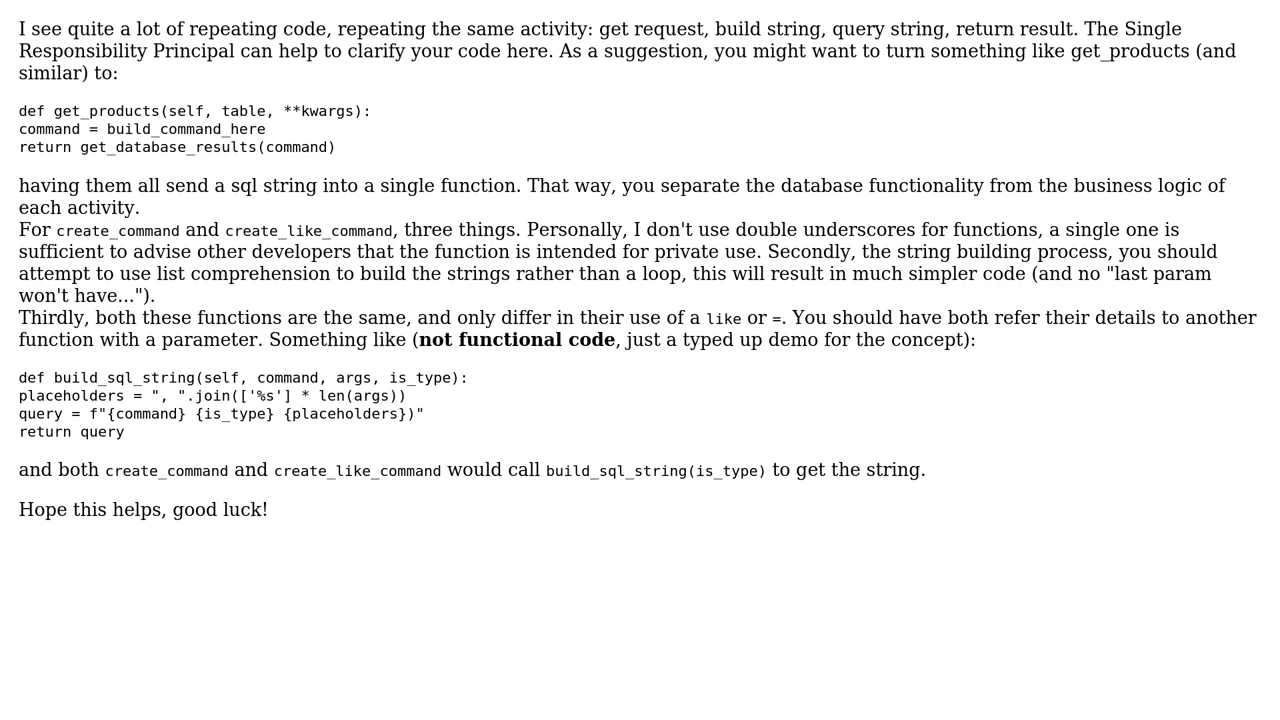 I see quite a lot of repeating code, repeating the same activity: get request, build string, query string, return result. The Single
Responsibility Principal can help to clarify your code here. As a suggestion, you might want to turn something like get_products (and
similar) to:
def get_products(self, table, **kwargs):
command = build_command_here
return get_database_results(command)
having them all send a sql string into a single function. That way, you separate the database functionality from the business logic of
each activity.
For create_command and create_like_command, three things. Personally, I don't use double underscores for functions, a single one is
sufficient to advise other developers that the function is intended for private use. Secondly, the string building process, you should
attempt to use list comprehension to build the strings rather than a loop, this will result in much simpler code (and no "last param
won't have...").
Thirdly, both these functions are the same, and only differ in their use of a like or =. You should have both refer their details to another
function with a parameter. Something like (not functional code, just a typed up demo for the concept):
def build_sql_string(self, command, args, is_type):
placeholders = ", ".join(['%s'] * len(args))
query = f"{command} {is_type} {placeholders})"
return query
and both create_command and create_like_command would call build_sql_string(is_type) to get the string.
Hope this helps, good luck!